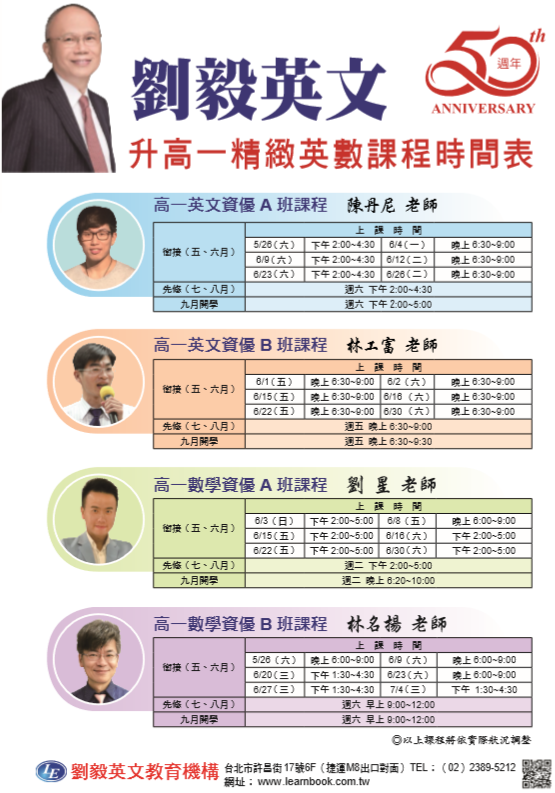 劉毅英文
50th
週年
ANNIVERSARY
升高一精緻英數課程時間表
高一英文資優 A 班課程 陳丹尼 老師
上 課 時 間
銜接（五、六月） 5/26（六） 下午 2:00~4:30 6/4（一） 晚上 6:30~9:00
6/9（六） 下午 2:00~4:30 6/12（二） 晚上 6:30~9:00
6/23（六） 下午 2:00~4:30 6/26（二） 晚上 6:30~9:00
先修（七、八月） 週六 下午 2:00~4:30
九月開學 週六 下午 2:00~5:00
高一英文資優 B 班課程 林工富 老師
上 課 時 間
銜接（五、六月） 6/1（五） 晚上 6:30~9:00 6/2（六） 晚上 6:30~9:00
6/15（五） 晚上 6:30~9:00 6/16（六） 晚上 6:30~9:00
6/22（五） 晚上 6:30~9:00 6/30（六） 晚上 6:30~9:00
先修（七、八月） 週五 晚上 6:30~9:00
九月開學 週五 晚上 6:30~9:30
高一數學資優 A 班課程 劉 星 老師
上 課 時 間
銜接（五、六月） 6/3（日） 下午 2:00~5:00 6/8（五） 晚上 6:00~9:00
6/15（五） 下午 2:00~5:00 6/16（六） 下午 2:00~5:00
6/22（五） 下午 2:00~5:00 6/30（六） 下午 2:00~5:00
先修（七、八月） 週二 下午 2:00~5:00
九月開學 週二 晚上 6:20~10:00
高一數學資優 B 班課程 林名揚 老師
上 課 時 間
銜接（五、六月） 5/26（六） 晚上 6:00~9:00 6/9（六） 晚上 6:00~9:00
6/20（三） 下午 1:30~4:30 6/23（六） 晚上 6:00~9:00
6/27（三） 下午 1:30~4:30 7/4（三） 下午 1:30~4:30
先修（七、八月） 週六 早上 9:00~12:00
九月開學 週六 早上 9:00~12:00
◎以上課程將依實際狀況調整
LE 劉毅英文教育機構 台北市許昌街17號6F（捷運M8出口對面）TEL：（02）2389-5212
網址：www.learnbook.com.tw